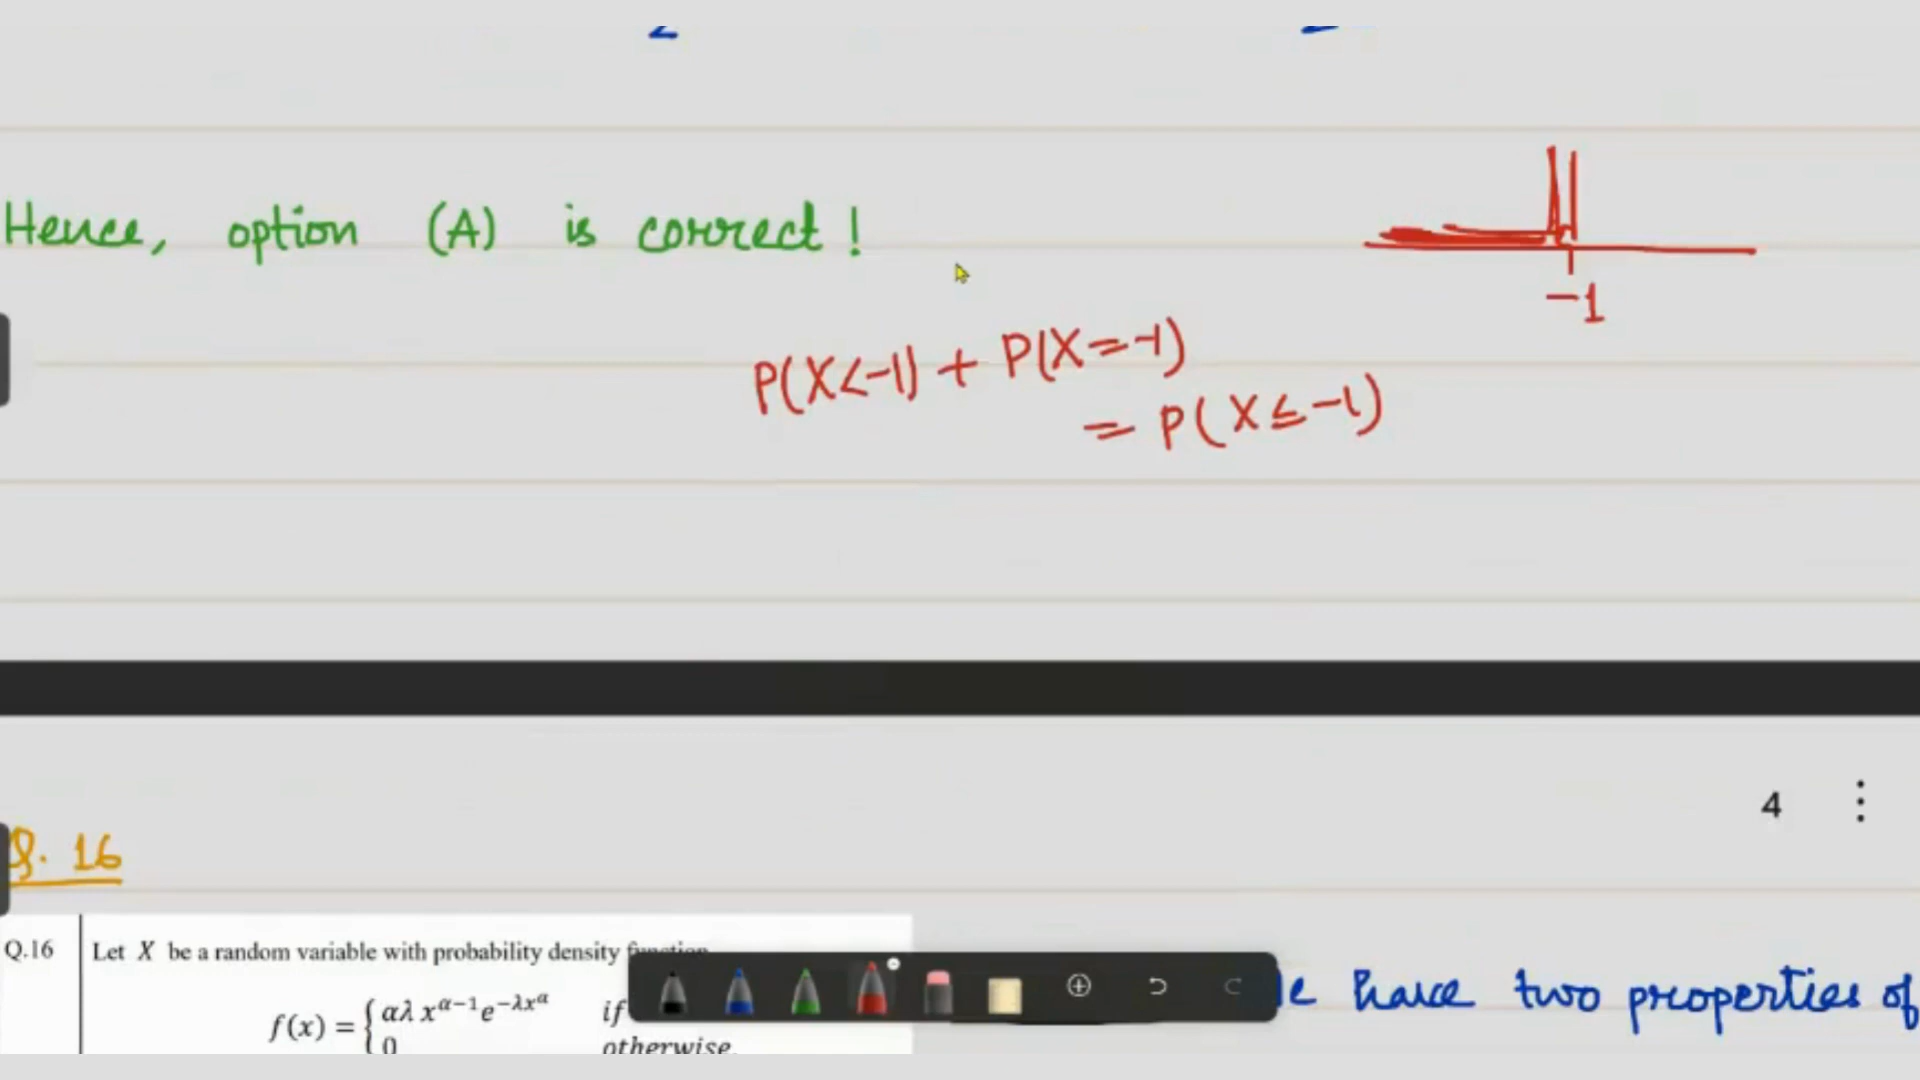 Hence, option (A) is correct!
-1
P(X<-1) + P(X=-1)
= P(X≤-1)
4
Q. 16
Q.16 Let X be a random variable with probability density function
f(x) = { αλ x^{α-1}e^{-λx^α} if
0 otherwise.
have two properties of